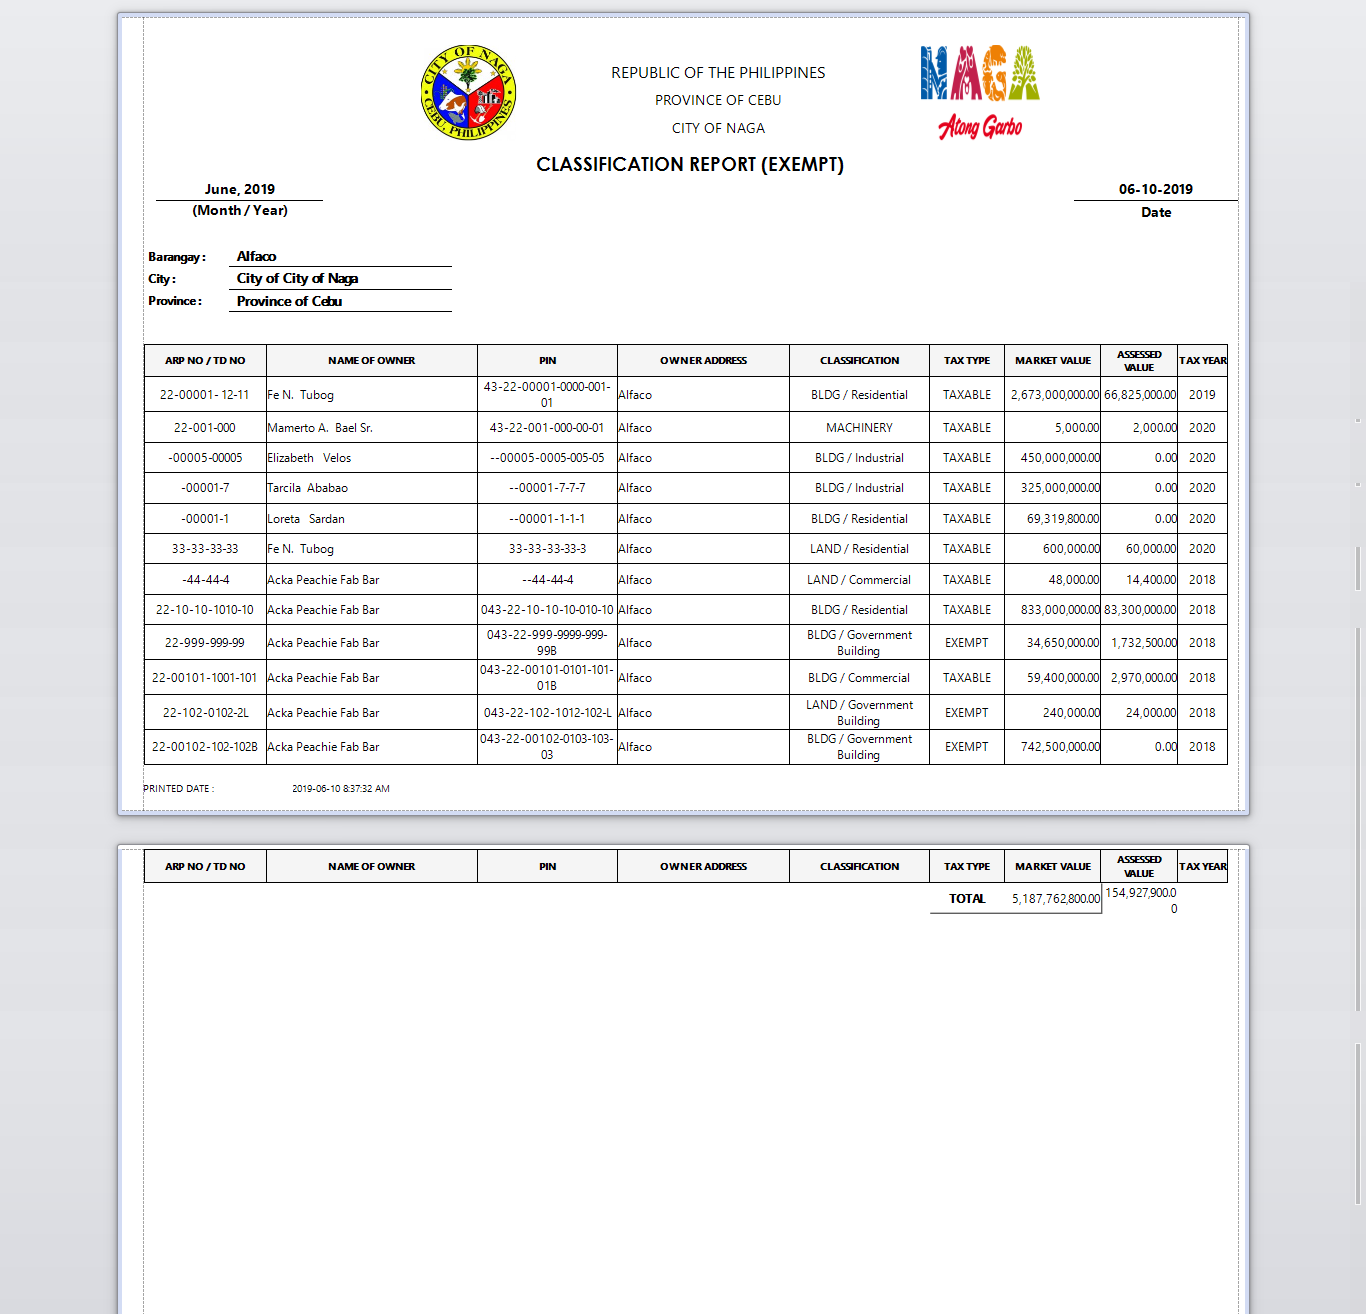 CITY OF NAGA
CEBU, PHILIPPINES
REPUBLIC OF THE PHILIPPINES
PROVINCE OF CEBU
CITY OF NAGA
NAGA
Atong Garbo
CLASSIFICATION REPORT (EXEMPT)
June, 2019
(Month / Year)
06-10-2019
Date
Barangay : Alfaco
City : City of City of Naga
Province : Province of Cebu
ARP NO / TD NO NAME OF OWNER PIN OWNER ADDRESS CLASSIFICATION TAX TYPE MARKET VALUE ASSESSED VALUE TAX YEAR
22-00001- 12-11 Fe N. Tubog 43-22-00001-0000-001-01 Alfaco BLDG / Residential TAXABLE 2,673,000,000.00 66,825,000.00 2019
22-001-000 Mamerto A. Bael Sr. 43-22-001-000-00-01 Alfaco MACHINERY TAXABLE 5,000.00 2,000.00 2020
-00005-00005 Elizabeth Velos --00005-0005-005-05 Alfaco BLDG / Industrial TAXABLE 450,000,000.00 0.00 2020
-00001-7 Tarcila Ababao --00001-7-7-7 Alfaco BLDG / Industrial TAXABLE 325,000,000.00 0.00 2020
-00001-1 Loreta Sardan --00001-1-1-1 Alfaco BLDG / Residential TAXABLE 69,319,800.00 0.00 2020
33-33-33-33 Fe N. Tubog 33-33-33-33-3 Alfaco LAND / Residential TAXABLE 600,000.00 60,000.00 2020
-44-44-4 Acka Peachie Fab Bar --44-44-4 Alfaco LAND / Commercial TAXABLE 48,000.00 14,400.00 2018
22-10-10-1010-10 Acka Peachie Fab Bar 043-22-10-10-10-010-10 Alfaco BLDG / Residential TAXABLE 833,000,000.00 83,300,000.00 2018
22-999-999-99 Acka Peachie Fab Bar 043-22-999-9999-999-99B Alfaco BLDG / Government Building EXEMPT 34,650,000.00 1,732,500.00 2018
22-00101-1001-101 Acka Peachie Fab Bar 043-22-00101-0101-101-01B Alfaco BLDG / Commercial TAXABLE 59,400,000.00 2,970,000.00 2018
22-102-0102-2L Acka Peachie Fab Bar 043-22-102-1012-102-L Alfaco LAND / Government Building EXEMPT 240,000.00 24,000.00 2018
22-00102-102-102B Acka Peachie Fab Bar 043-22-00102-0103-103-03 Alfaco BLDG / Government Building EXEMPT 742,500,000.00 0.00 2018
PRINTED DATE : 2019-06-10 8:37:32 AM
ARP NO / TD NO NAME OF OWNER PIN OWNER ADDRESS CLASSIFICATION TAX TYPE MARKET VALUE ASSESSED VALUE TAX YEAR
TOTAL 5,187,762,800.00 154,927,900.00